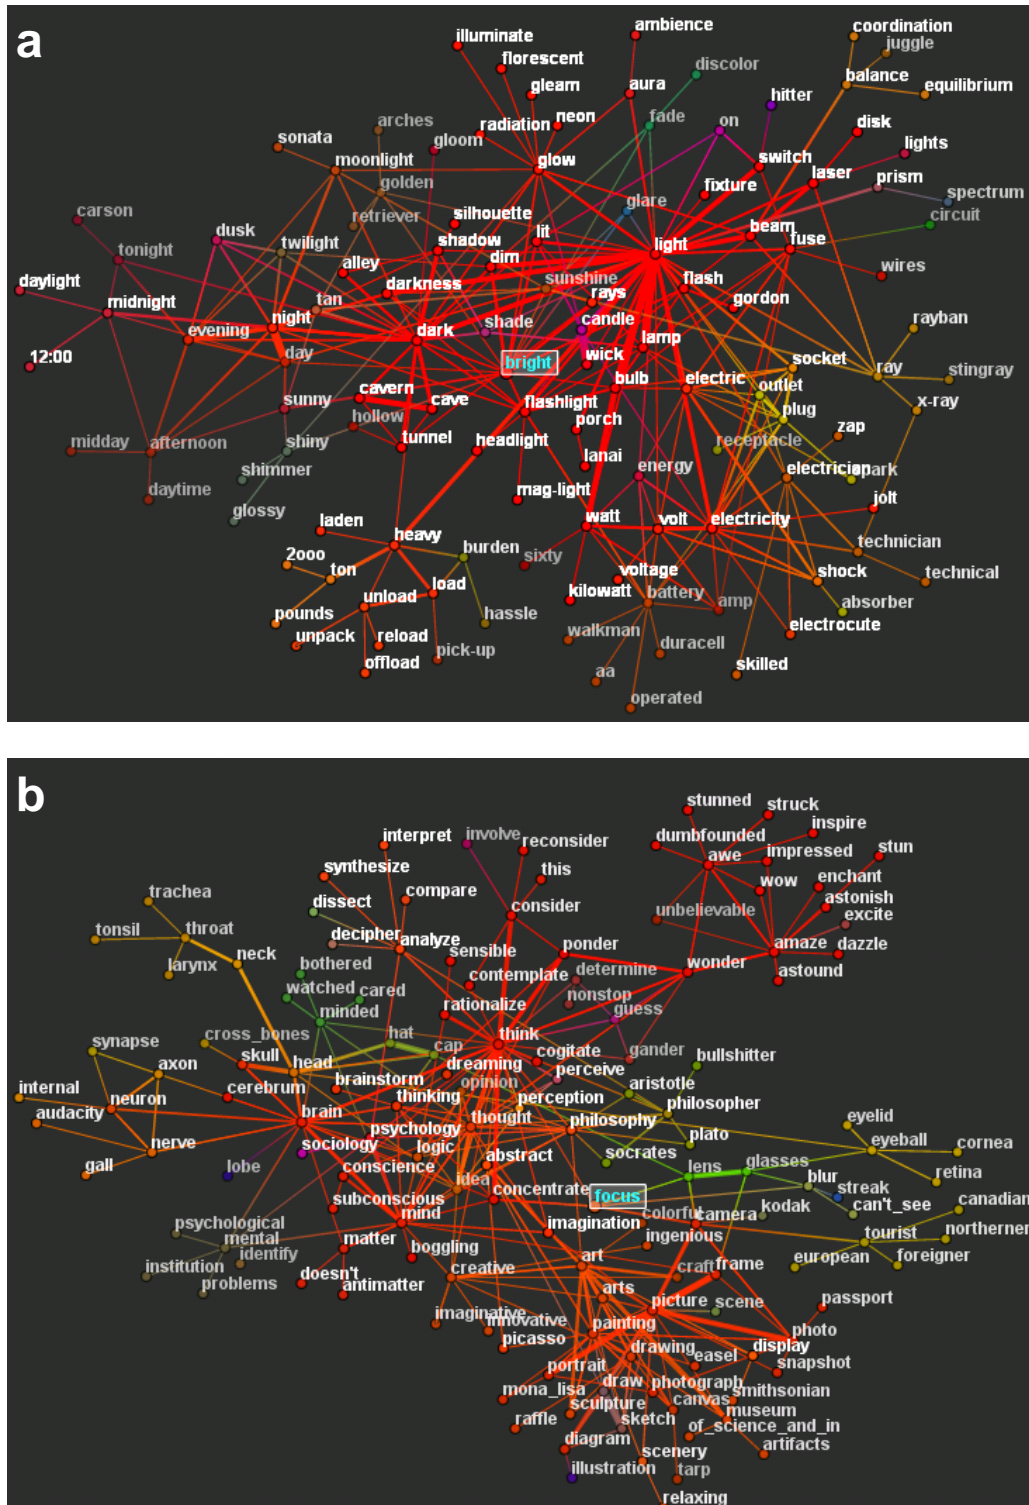 a
illuminate
ambience
coordination
juggle
florescent
discolor
glearn
aura
hitter
balance
equilibrium
arches
radiation
neon
fade
on
disk
sonata
gloom
lights
moonlight
glow
switch
laser
prism
golden
fixture
spectrum
carson
retriever
silhouette
glare
circuit
dusk
tonight
twilight
shadow
lit
light
beam
fuse
alley
dim
daylight
darkness
sunshine
flash
wires
midnight
tan
rays
gordon
evening
night
dark
shade
candle
lamp
rayban
12:00
day
bright
wick
socket
ray
stingray
sunny
cavern
cave
bulb
electric
outlet
hollow
flashlight
porch
plug
x-ray
midday
afternoon
shiny
tunnel
headlight
lanai
receptacle
zap
shimmer
energy
electrician
spark
daytime
mag-light
glossy
laden
heavy
watt
volt
electricity
jolt
2ooo
ton
burden
sixty
technician
load
voltage
battery
shock
technical
pounds
unload
hassle
kilowatt
amp
absorber
unpack
reload
pick-up
walkman
duracell
electrocute
offload
aa
skilled
operated
b
stunned
struck
interpret
involve
reconsider
dumbfounded
inspire
synthesize
this
awe
impressed
stun
trachea
dissect
compare
consider
wow
enchant
astonish
tonsil
throat
decipher
analyze
unbelievable
excite
neck
sensible
ponder
amaze
dazzle
larynx
bothered
contemplate
determine
wonder
astound
watched
cared
nonstop
minded
rationalize
guess
cross_bones
hat
think
synapse
skull
head
cap
cogitate
gander
bullshitter
axon
dreaming
perceive
internal
neuron
cerebrum
brainstorm
opinion
aristotle
audacity
thinking
perception
philosopher
brain
psychology
thought
philosophy
eyelid
nerve
sociology
logic
plato
eyeball
cornea
gall
lobe
conscience
abstract
socrates
lens
glasses
retina
idea
blur
subconscious
concentrate
focus
streak
canadian
mind
colorful
camera
kodak
can't_see
psychological
imagination
tourist
northerner
mental
matter
ingenious
identify
boggling
art
european
foreigner
institution
doesn't
creative
craft
frame
problems
antimatter
arts
imaginative
picture
scene
passport
innovative
picasso
painting
photo
drawing
display
portrait
easel
snapshot
mona_lisa
draw
photograph
smithsonian
sculpture
canvas
museum
raffle
sketch
of_science_and_in
diagram
scenery
artifacts
illustration
tarp
relaxing